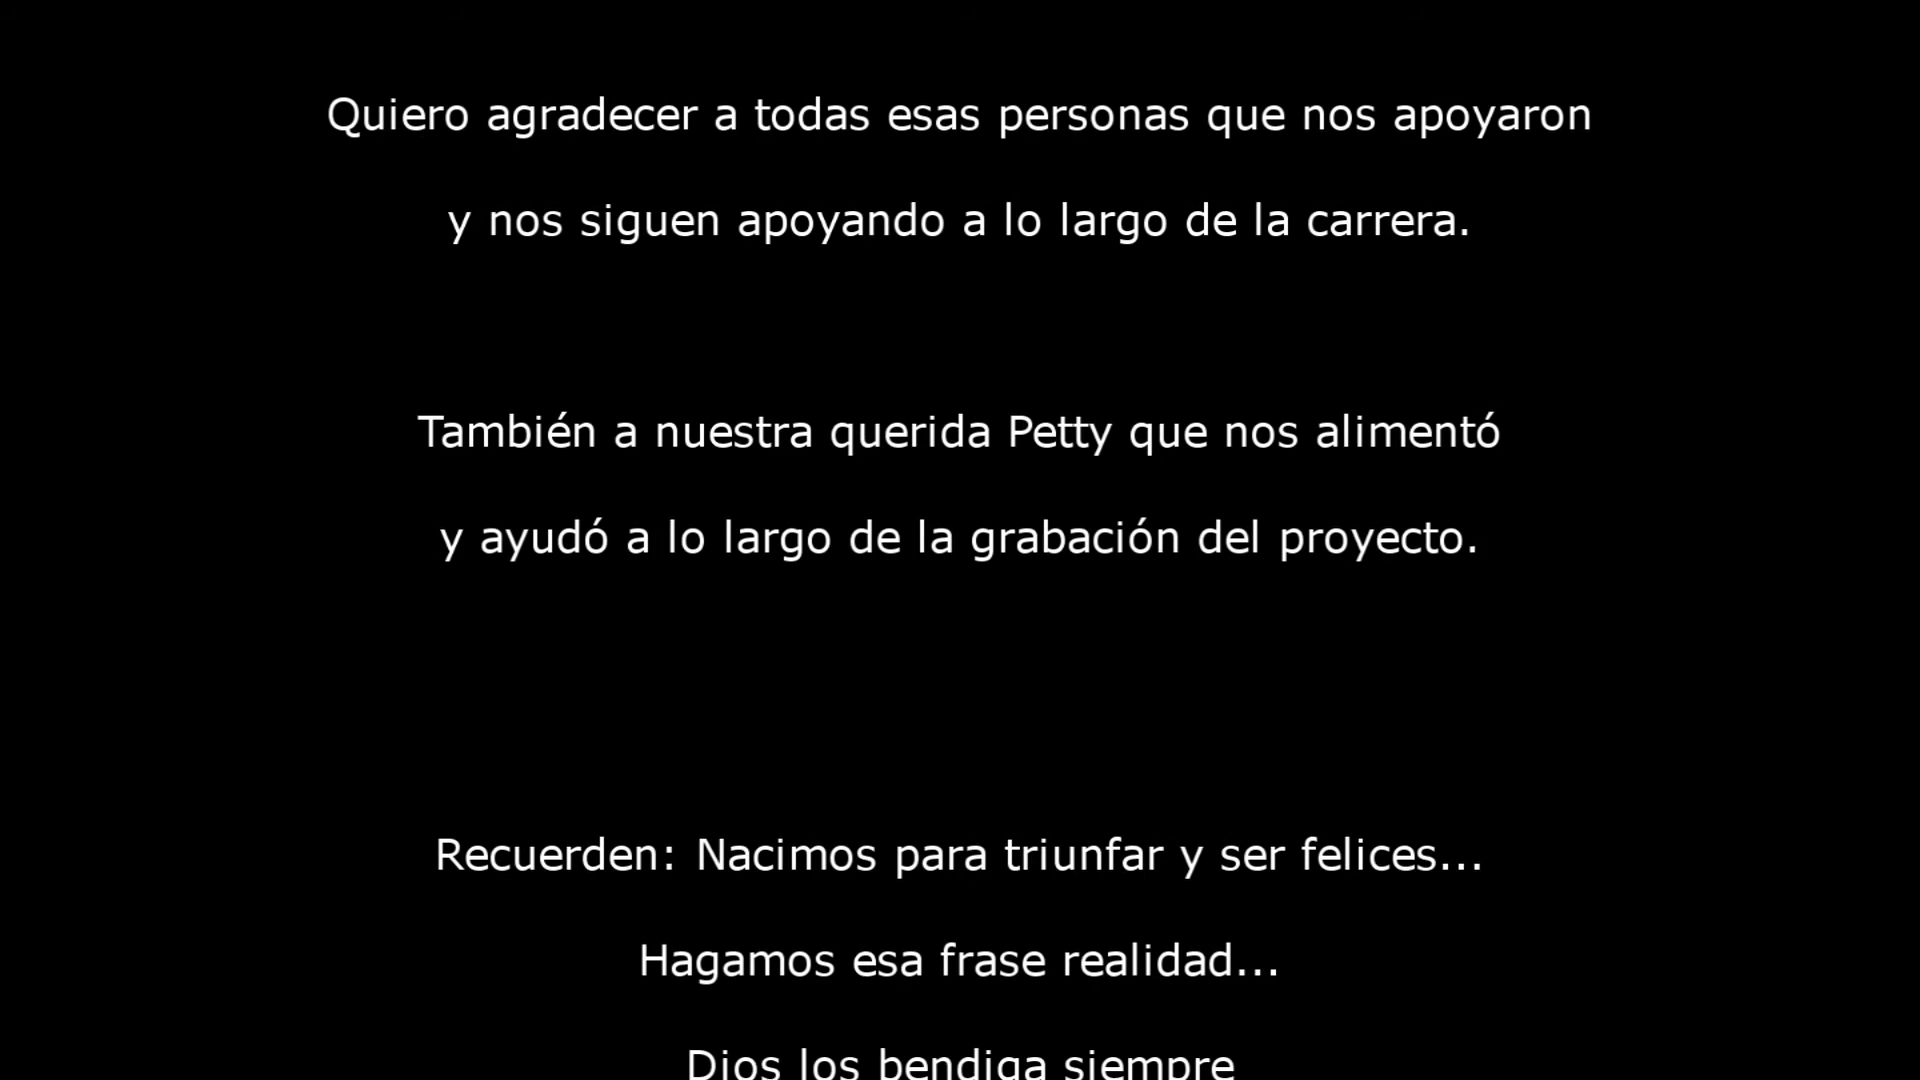 Quiero agradecer a todas esas personas que nos apoyaron
y nos siguen apoyando a lo largo de la carrera.
También a nuestra querida Petty que nos alimentó
y ayudó a lo largo de la grabación del proyecto.
Recuerden: Nacimos para triunfar y ser felices...
Hagamos esa frase realidad...
Dios los bendiga siempre